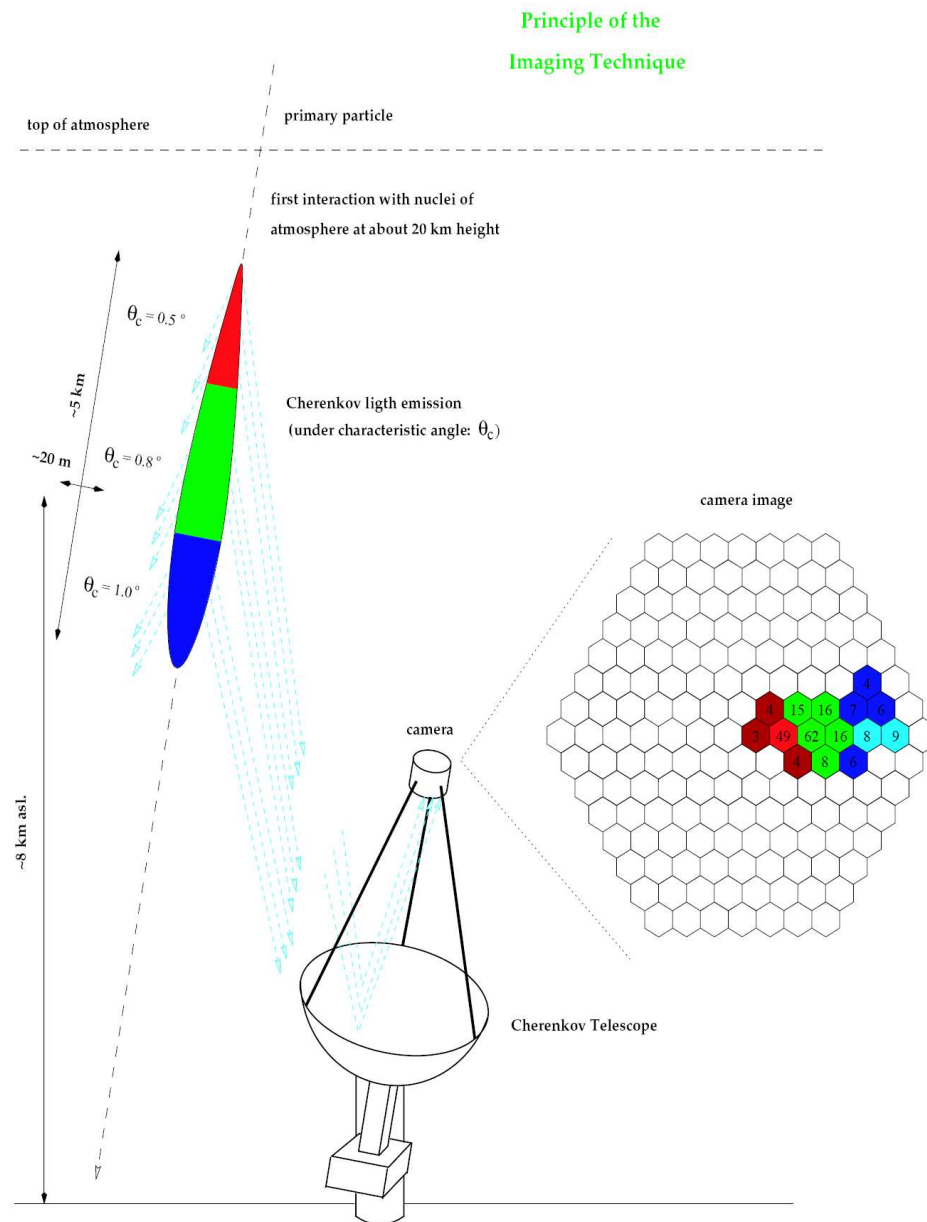 Principle of the
Imaging Technique
primary particle
top of atmosphere
first interaction with nuclei of
atmosphere at about 20 km height
θc = 0.5 °
~5 km
Cherenkov ligth emission
(under characteristic angle: θc)
~20 m
θc = 0.8 °
camera image
θc = 1.0 °
4
4 15 16 7 6
3 49 62 16 8 9
4 8 6
camera
~8 km asl.
Cherenkov Telescope